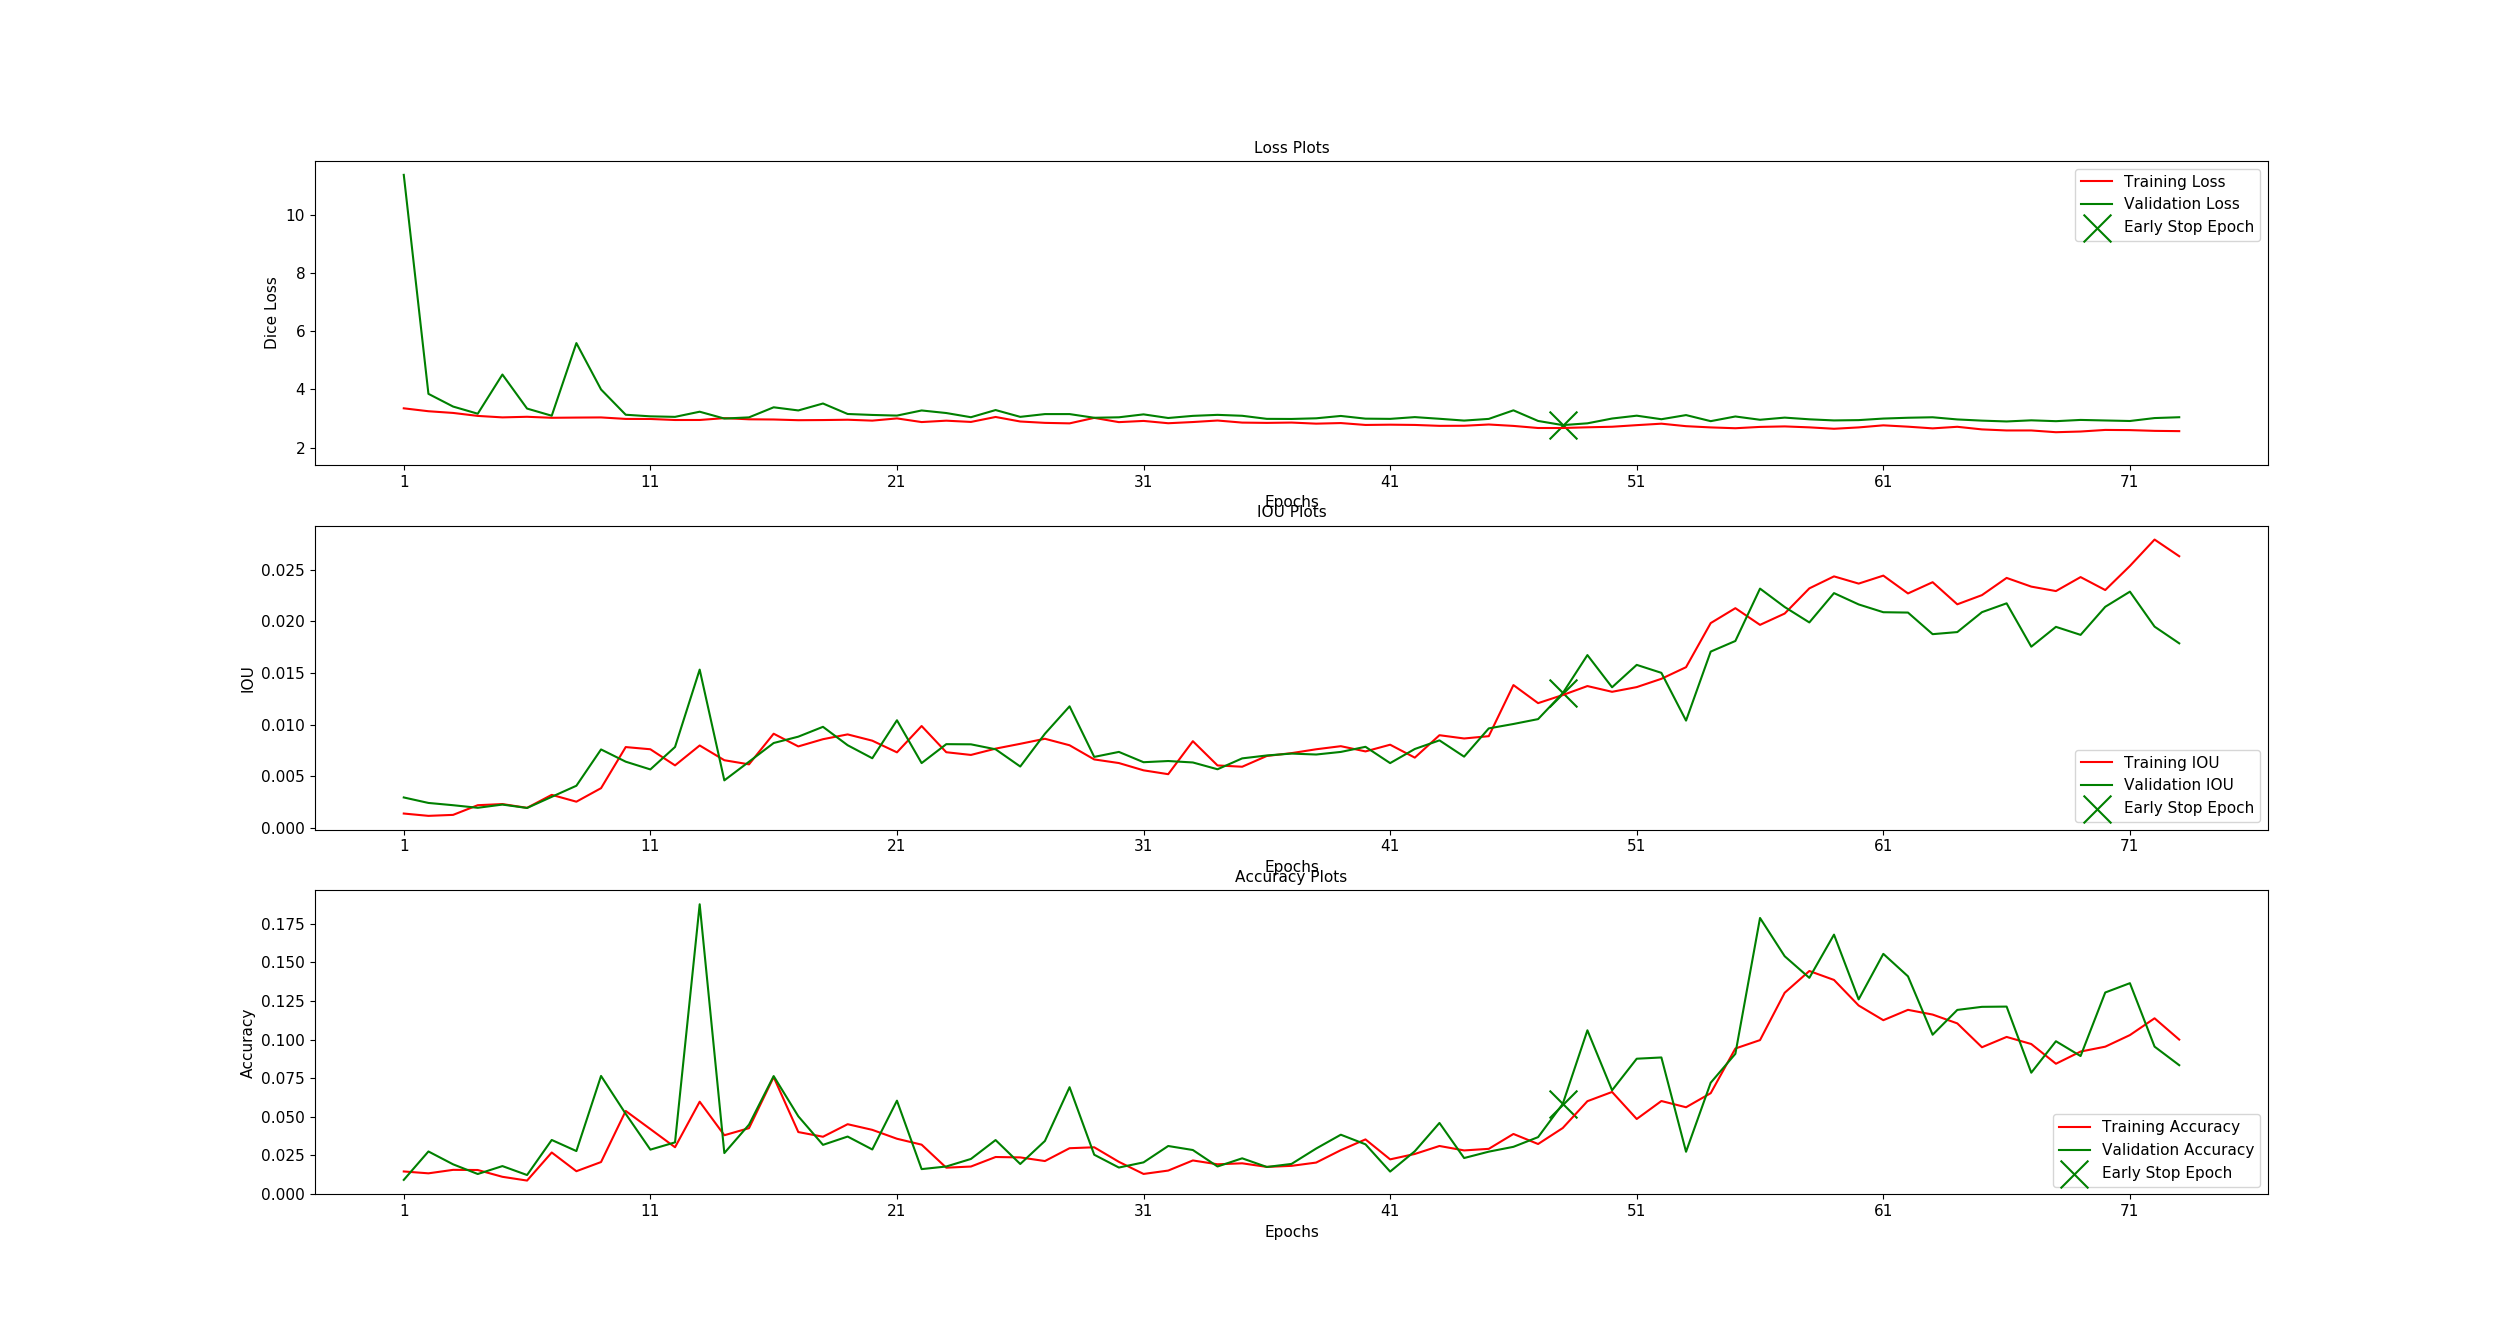 Loss Plots
10
8
6
4
2
Dice Loss
Training Loss
Validation Loss
Early Stop Epoch
1 11 21 31 41 51 61 71
Epochs
IOU Plots
0.025
0.020
0.015
0.010
0.005
0.000
IOU
Training IOU
Validation IOU
Early Stop Epoch
1 11 21 31 41 51 61 71
Epochs
Accuracy Plots
0.175
0.150
0.125
0.100
0.075
0.050
0.025
0.000
Accuracy
Training Accuracy
Validation Accuracy
Early Stop Epoch
1 11 21 31 41 51 61 71
Epochs